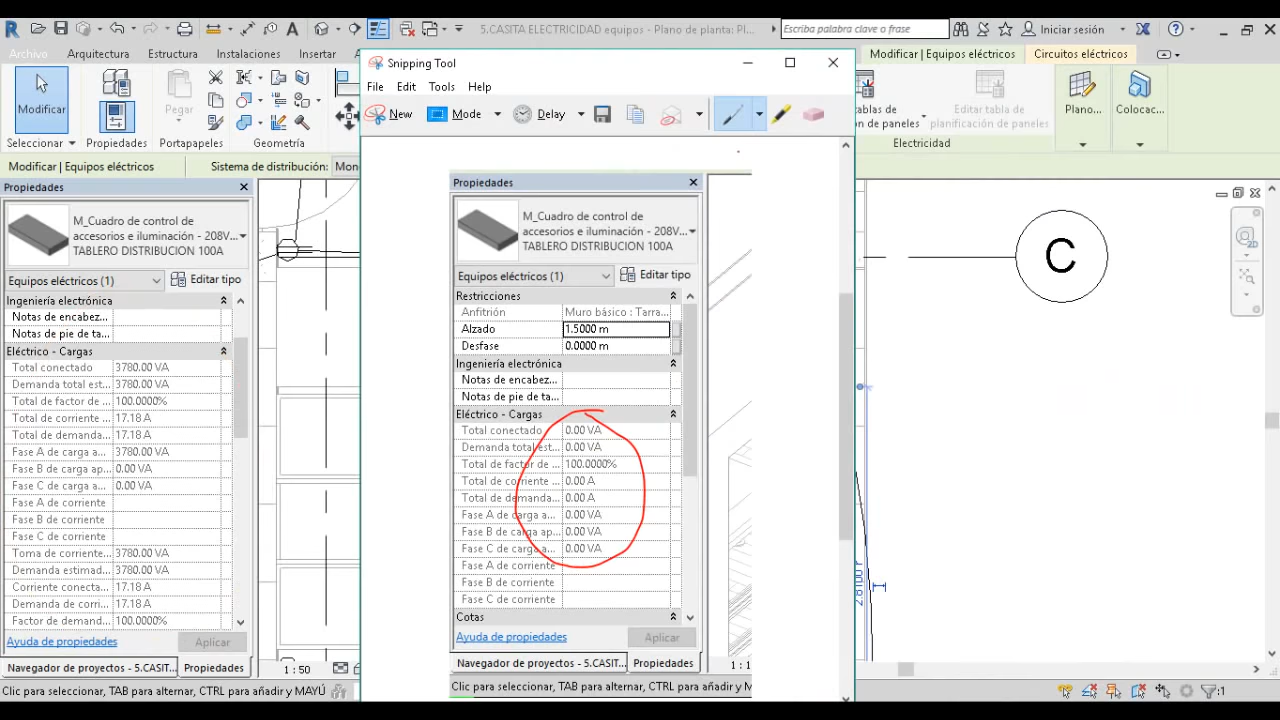 5.CASITA ELECTRICIDAD equipos - Plano de planta: Pl...
Escriba palabra clave o frase
Iniciar sesión
Archivo Arquitectura Estructura Instalaciones Insertar
Modificar | Equipos eléctricos
Circuitos eléctricos
Modificar
Propiedades
Pegar
Seleccionar
Propiedades
Portapapeles
Geometría
ablas de
ón de paneles
Editar tabla de
planificación de paneles
Plano...
Colocac...
Electricidad
Modificar | Equipos eléctricos
Sistema de distribución: Mon
Propiedades
M_Cuadro de control de
accesorios e iluminación - 208V...
TABLERO DISTRIBUCION 100A
Equipos eléctricos (1)
Editar tipo
Ingeniería electrónica
Notas de encabez...
Notas de pie de ta...
Eléctrico - Cargas
Total conectado 3780.00 VA
Demanda total est... 3780.00 VA
Total de factor de ... 100.0000%
Total de corriente ... 17.18 A
Total de demanda... 17.18 A
Fase A de carga ap... 3780.00 VA
Fase B de carga ap... 0.00 VA
Fase C de carga a... 0.00 VA
Fase A de corriente
Fase B de corriente
Fase C de corriente
Toma de corriente ... 3780.00 VA
Demanda estimad... 3780.00 VA
Corriente conecta... 17.18 A
Demanda de corri... 17.18 A
Factor de demand... 100.0000%
Ayuda de propiedades
Aplicar
Navegador de proyectos - 5.CASIT...
Propiedades
Clic para seleccionar, TAB para alternar, CTRL para añadir y MAYÚ
1 : 50
Snipping Tool
File Edit Tools Help
New Mode Delay
Propiedades
M_Cuadro de control de
accesorios e iluminación - 208V...
TABLERO DISTRIBUCION 100A
Equipos eléctricos (1)
Editar tipo
Restricciones
Anfitrión Muro básico : Tarra...
Alzado 1.5000 m
Desfase 0.0000 m
Ingeniería electrónica
Notas de encabez...
Notas de pie de ta...
Eléctrico - Cargas
Total conectado 0.00 VA
Demanda total est... 0.00 VA
Total de factor de ... 100.0000%
Total de corriente ... 0.00 A
Total de demanda... 0.00 A
Fase A de carga a... 0.00 VA
Fase B de carga ap... 0.00 VA
Fase C de carga a... 0.00 VA
Fase A de corriente
Fase B de corriente
Fase C de corriente
Cotas
Ayuda de propiedades
Aplicar
Navegador de proyectos - 5.CASIT...
Propiedades
1 : 1
Clic para seleccionar, TAB para alternar, CTRL para añadir y M
C
2D
:1